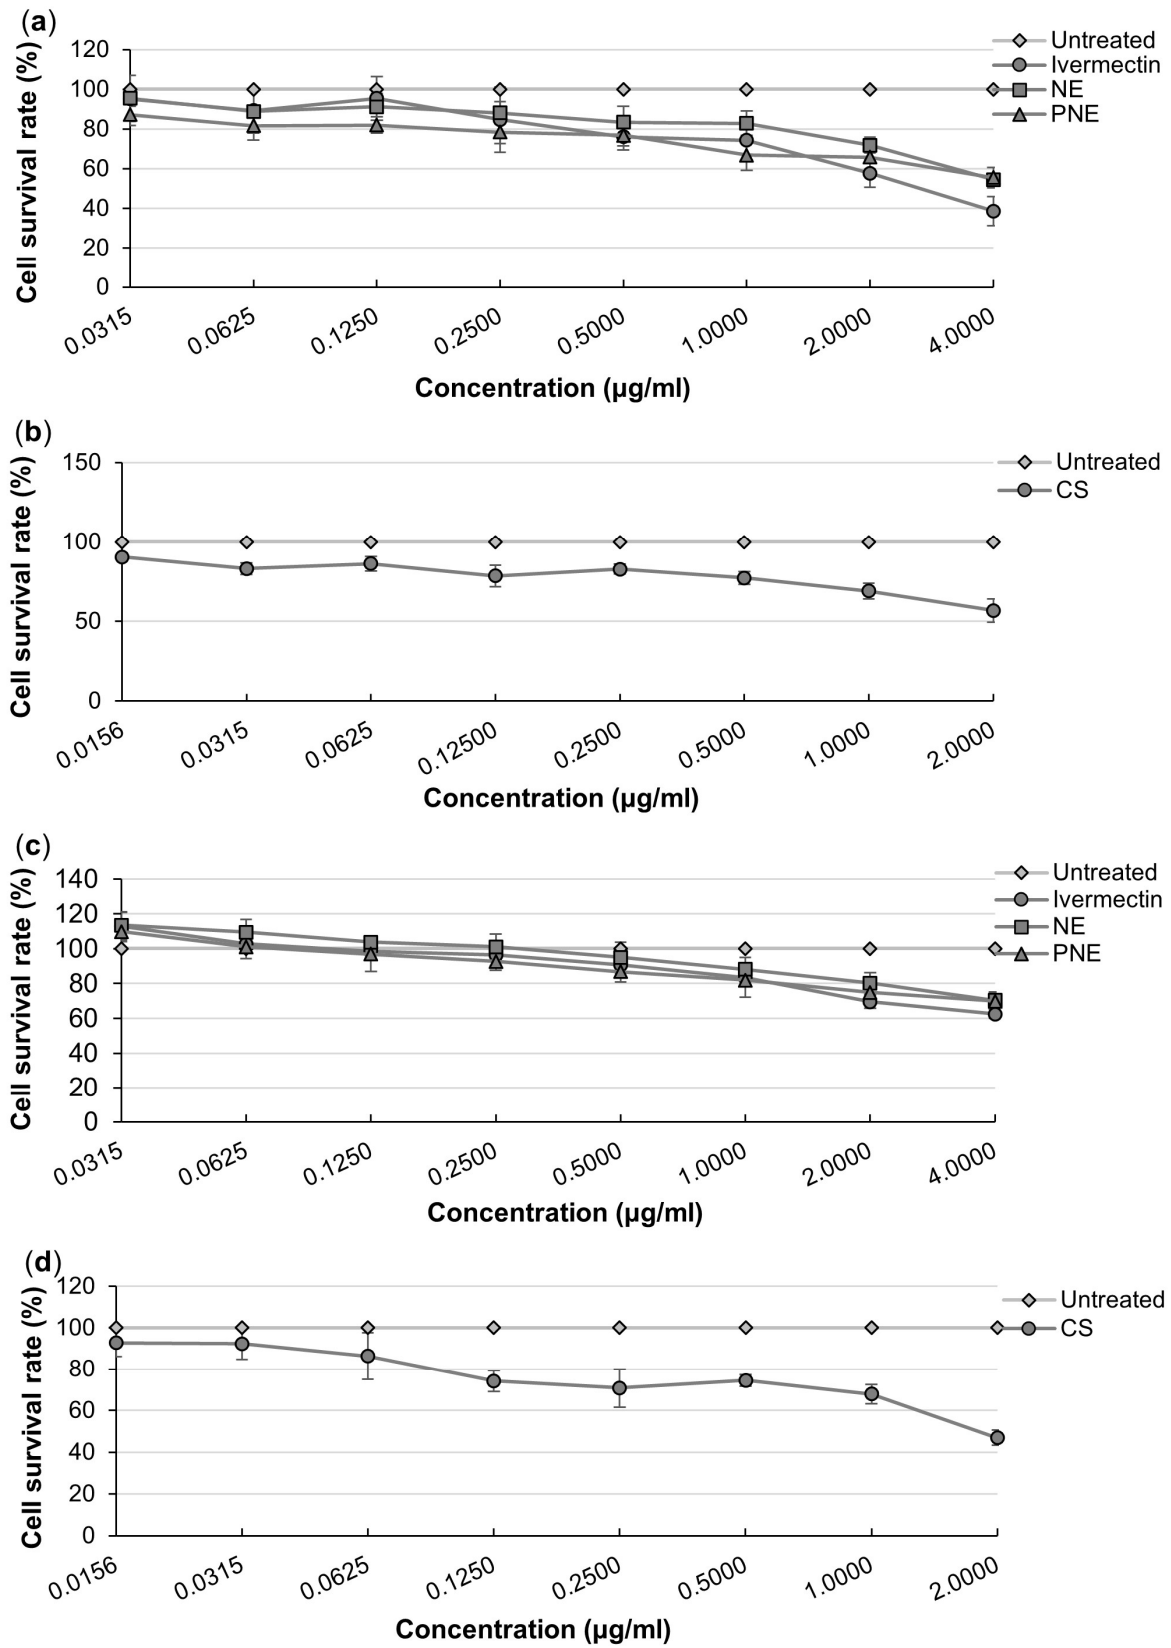 (a)
Cell survival rate (%)
120
100
80
60
40
20
0
0.0315
0.0625
0.1250
0.2500
0.5000
1.0000
2.0000
4.0000
Concentration (µg/ml)
Untreated
Ivermectin
NE
PNE
(b)
Cell survival rate (%)
150
100
50
0
0.0156
0.0315
0.0625
0.12500
0.2500
0.5000
1.0000
2.0000
Concentration (µg/ml)
Untreated
CS
(c)
Cell survival rate (%)
140
120
100
80
60
40
20
0
0.0315
0.0625
0.1250
0.2500
0.5000
1.0000
2.0000
4.0000
Concentration (µg/ml)
Untreated
Ivermectin
NE
PNE
(d)
Cell survival rate (%)
120
100
80
60
40
20
0
0.0156
0.0315
0.0625
0.1250
0.2500
0.5000
1.0000
2.0000
Concentration (µg/ml)
Untreated
CS